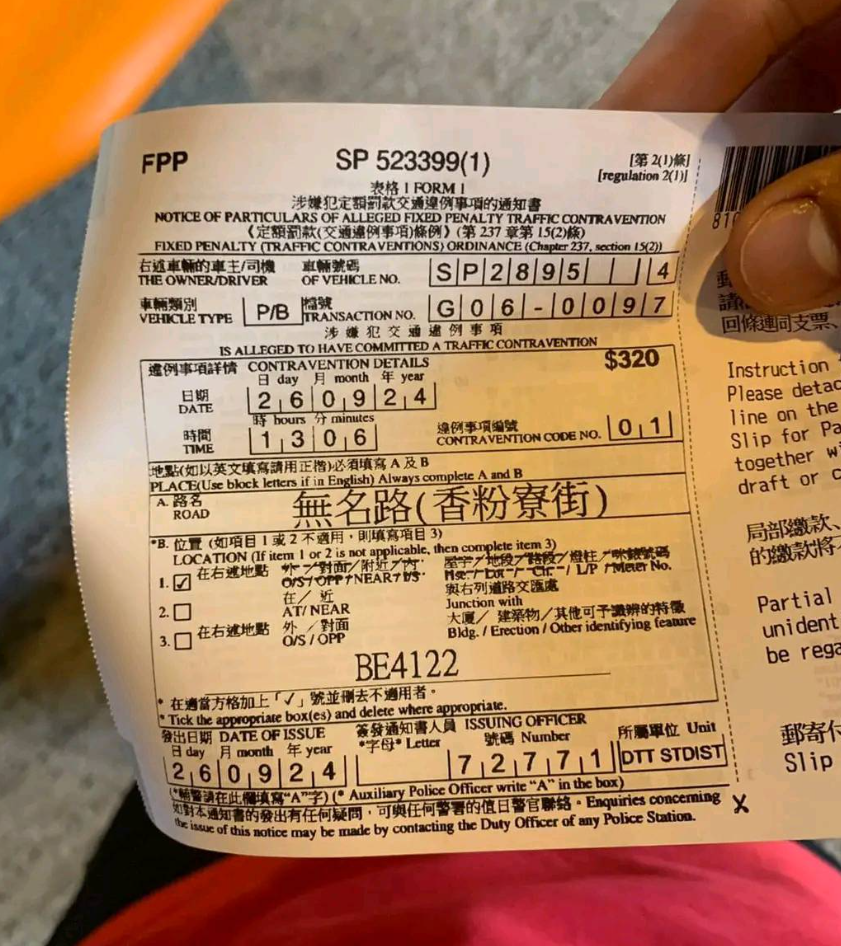 FPP
SP 523399(1)
[第 2(1)條]
[regulation 2(1)]
表格 1 FORM 1
涉嫌犯定額罰款交通違例事項的通知書
NOTICE OF PARTICULARS OF ALLEGED FIXED PENALTY TRAFFIC CONTRAVENTION
《定額罰款(交通違例事項)條例》(第 237 章第 15(2)條)
FIXED PENALTY (TRAFFIC CONTRAVENTIONS) ORDINANCE (Chapter 237, section 15(2))
右述車輛的車主/司機 車輛號碼
THE OWNER/DRIVER OF VEHICLE NO. SP2895 4
車輛類別 檔號
VEHICLE TYPE P/B TRANSACTION NO. G06-0097
涉嫌犯交通違例事項
IS ALLEGED TO HAVE COMMITTED A TRAFFIC CONTRAVENTION
違例事項詳情 CONTRAVENTION DETAILS $320
日 day 月 month 年 year
日期
DATE 260924
時 hours 分 minutes
時間 違例事項編號
TIME 1306 CONTRAVENTION CODE NO. 01
地點(如以英文填寫請用正楷)必須填寫 A 及 B
PLACE(Use block letters if in English) Always complete A and B
A. 路名
ROAD 無名路(香粉寮街)
*B. 位置 (如項目 1 或 2 不適用，則填寫項目 3)
LOCATION (If item 1 or 2 is not applicable, then complete item 3)
1. ✓ 在右述地點 外／對面／附近／內 屋宇／地段／路段／燈柱／咪錶號碼
O/S / OPP / NEAR / I/S Hse. / Lot / Ch. / L/P / Meter No.
2. 在／近 與右列道路交匯處
AT/ NEAR Junction with
3. 在右述地點 外／對面 大廈／建築物／其他可予識辨的特徵
O/S / OPP Bldg. / Erection / Other identifying feature
BE4122
* 在適當方格加上「✓」號並刪去不適用者。
* Tick the appropriate box(es) and delete where appropriate.
發出日期 DATE OF ISSUE 簽發通知書人員 ISSUING OFFICER
日 day 月 month 年 year *字母* Letter 號碼 Number 所屬單位 Unit
260924 72771 DTT STDIST
(*輔警請在此欄填寫"A"字) (* Auxiliary Police Officer write "A" in the box)
如對本通知書的發出有任何疑問，可與任何警署的值日警官聯絡。Enquiries concerning
the issue of this notice may be made by contacting the Duty Officer of any Police Station.
回條連同支票、
Instruction
Please detac
line on the
Slip for Pa
together wi
draft or c
局部繳款、
的繳款將
Partial
unident
be rega
郵寄付
Slip